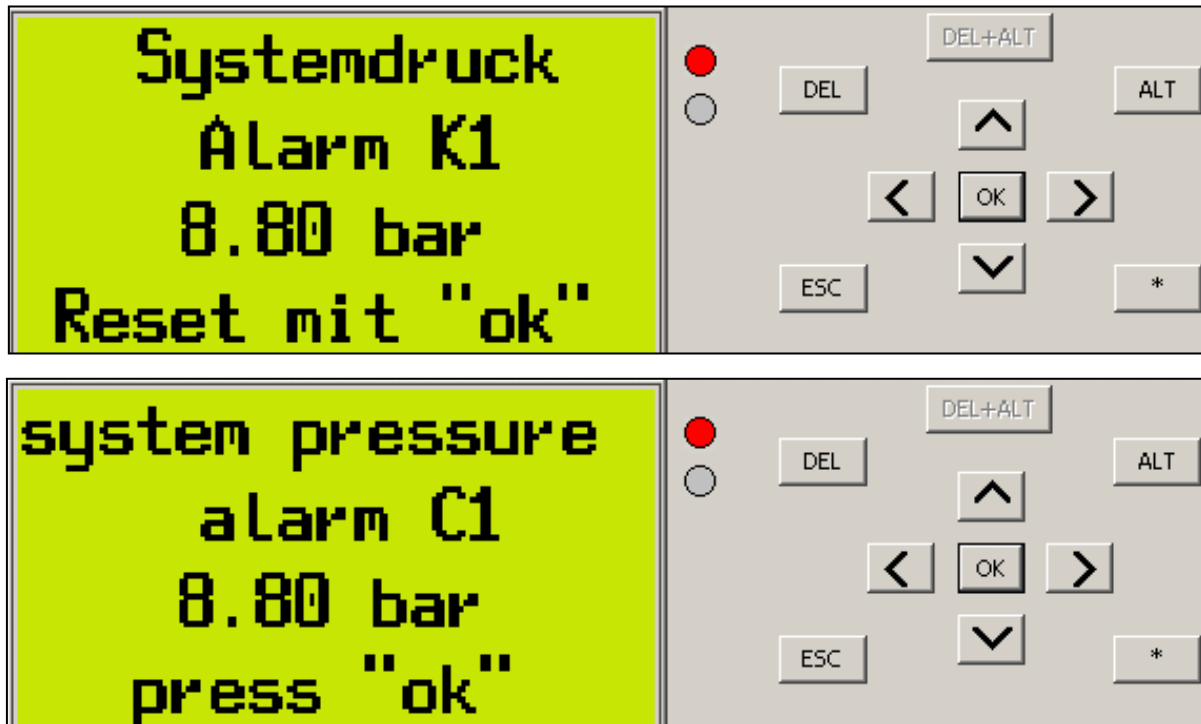 Systemdruck
Alarm K1
8.80 bar
Reset mit "ok"
DEL+ALT
DEL
ALT
OK
ESC
*
system pressure
alarm C1
8.80 bar
press "ok"
DEL+ALT
DEL
ALT
OK
ESC
*